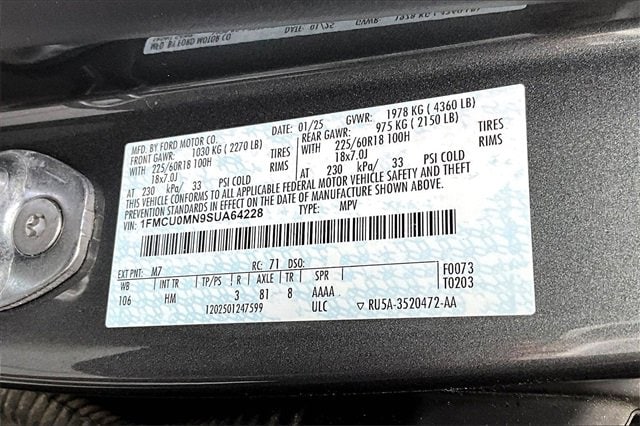 MFD. BY FORD MOTOR CO.
DATE: 01/25 GVWR: 1978 KG ( 4360 LB)
FRONT GAWR: 1030 KG ( 2270 LB) REAR GAWR: 975 KG ( 2150 LB)
WITH 225/60R18 100H TIRES WITH 225/60R18 100H TIRES
18x7.0J RIMS 18x7.0J RIMS
AT 230 kPa/ 33 PSI COLD AT 230 kPa/ 33 PSI COLD
THIS VEHICLE CONFORMS TO ALL APPLICABLE FEDERAL MOTOR VEHICLE SAFETY AND THEFT
PREVENTION STANDARDS IN EFFECT ON THE DATE OF MANUFACTURE SHOWN ABOVE.
VIN: 1FMCU0MN9SUA64228 TYPE: MPV
EXT PNT: M7 RC: 71 DSO: F0073
WB INT TR TP/PS R AXLE TR SPR T0203
106 HM 3 81 8 AAAA
1202501247599 ULC ▽ RU5A-3520472-AA